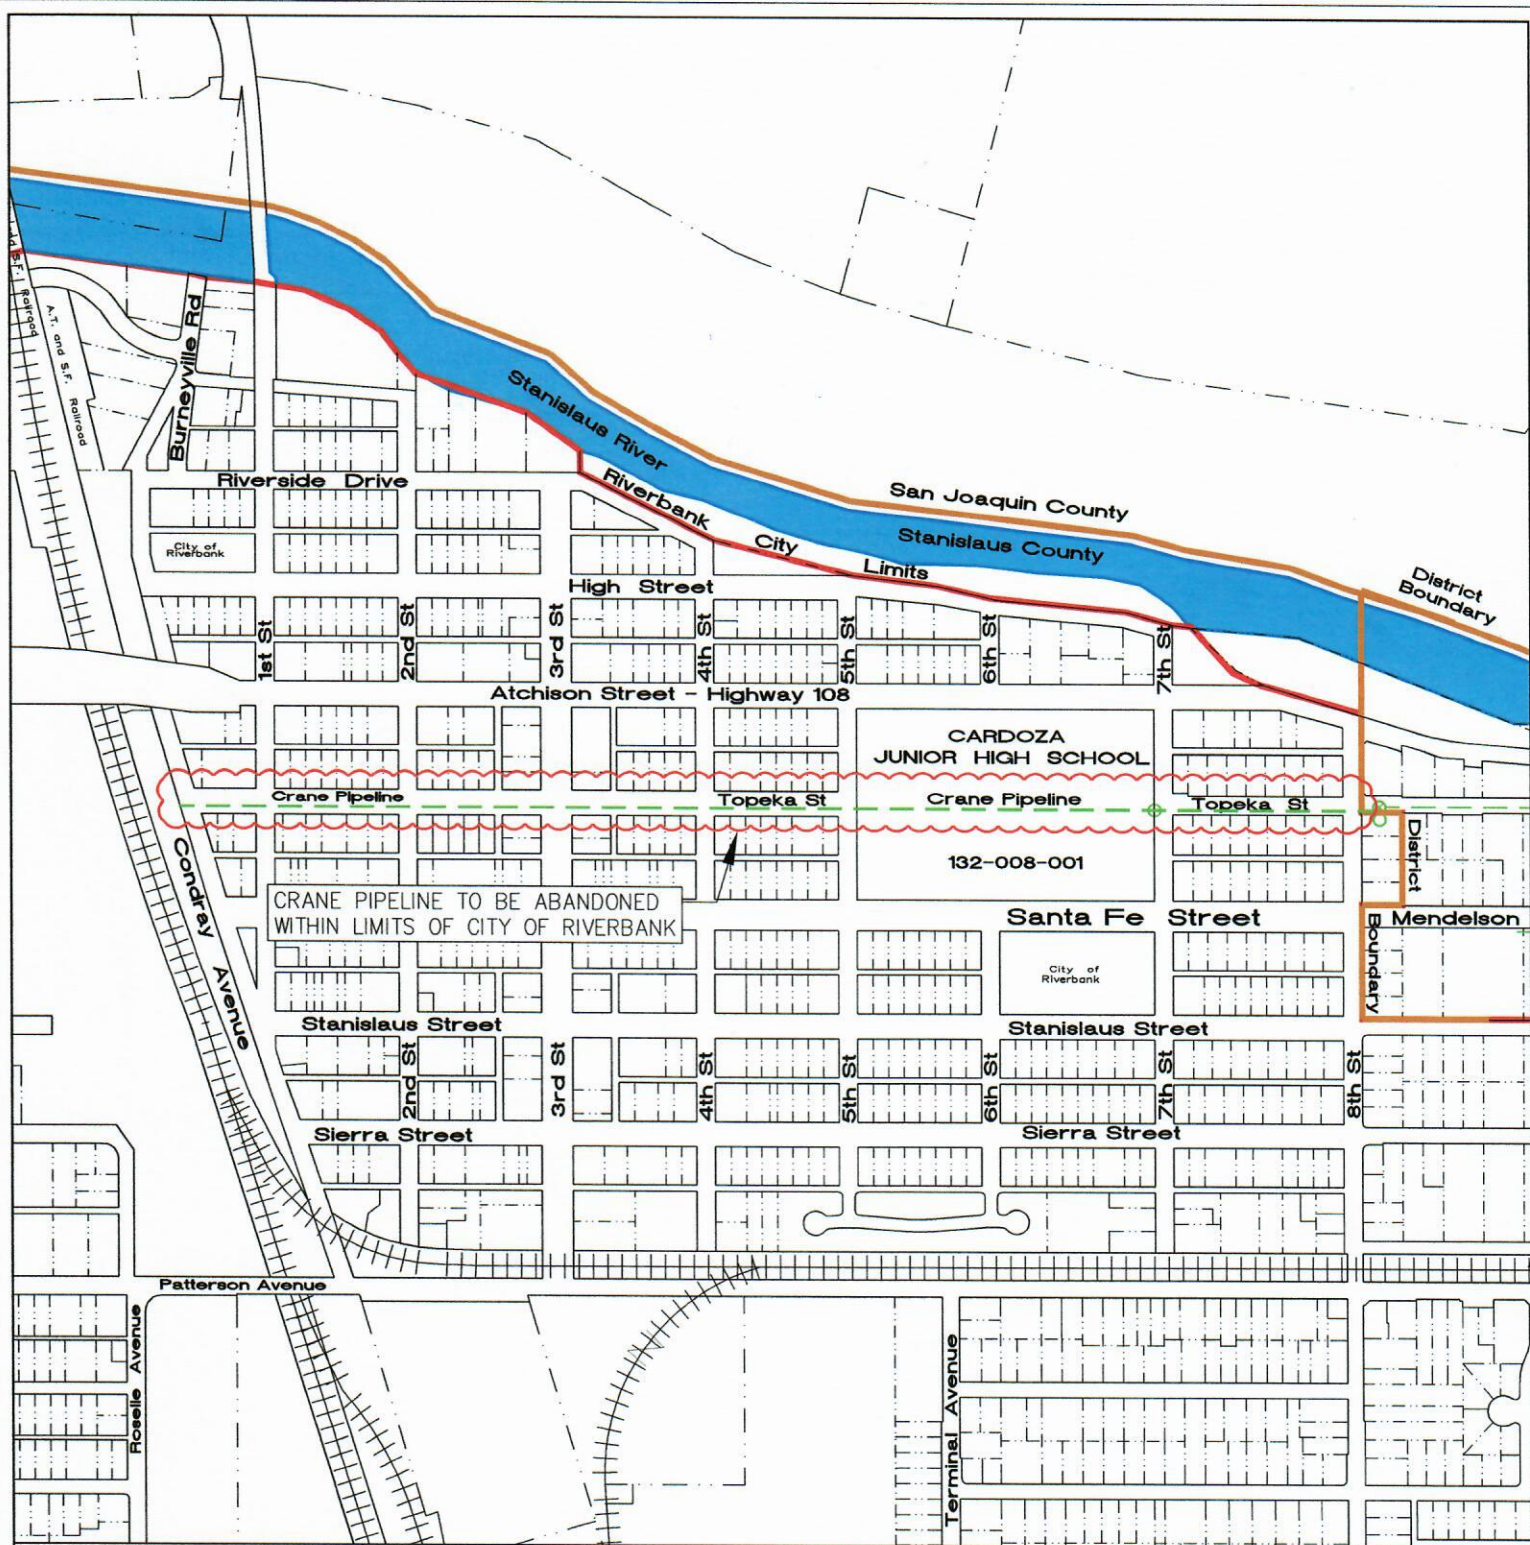 Stanislaus River
San Joaquin County
Stanislaus County
District
Boundary
Riverbank City Limits
and S.F. Railroad
A.T. and S.F. Railroad
Burneyville Rd
Riverside Drive
City of
Riverbank
High Street
1st St
2nd St
3rd St
4th St
5th St
6th St
7th St
Atchison Street - Highway 108
CARDOZA
JUNIOR HIGH SCHOOL
Crane Pipeline
Topeka St
Crane Pipeline
Topeka St
132-008-001
District
Boundary
CRANE PIPELINE TO BE ABANDONED
WITHIN LIMITS OF CITY OF RIVERBANK
Condray Avenue
Santa Fe Street
Mendelson
City of
Riverbank
Stanislaus Street
Stanislaus Street
2nd St
3rd St
4th St
5th St
6th St
7th St
8th St
Sierra Street
Sierra Street
Patterson Avenue
Roselle Avenue
Terminal Avenue